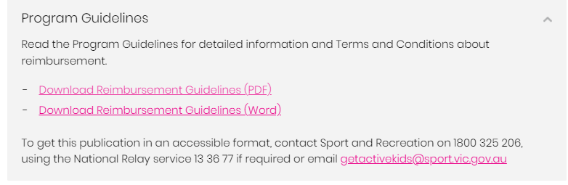 Program Guidelines
Read the Program Guidelines for detailed information and Terms and Conditions about
reimbursement.
- Download Reimbursement Guidelines (PDF)
- Download Reimbursement Guidelines (Word)
To get this publication in an accessible format, contact Sport and Recreation on 1800 325 206,
using the National Relay service 13 36 77 if required or email getactivekids@sport.vic.gov.au